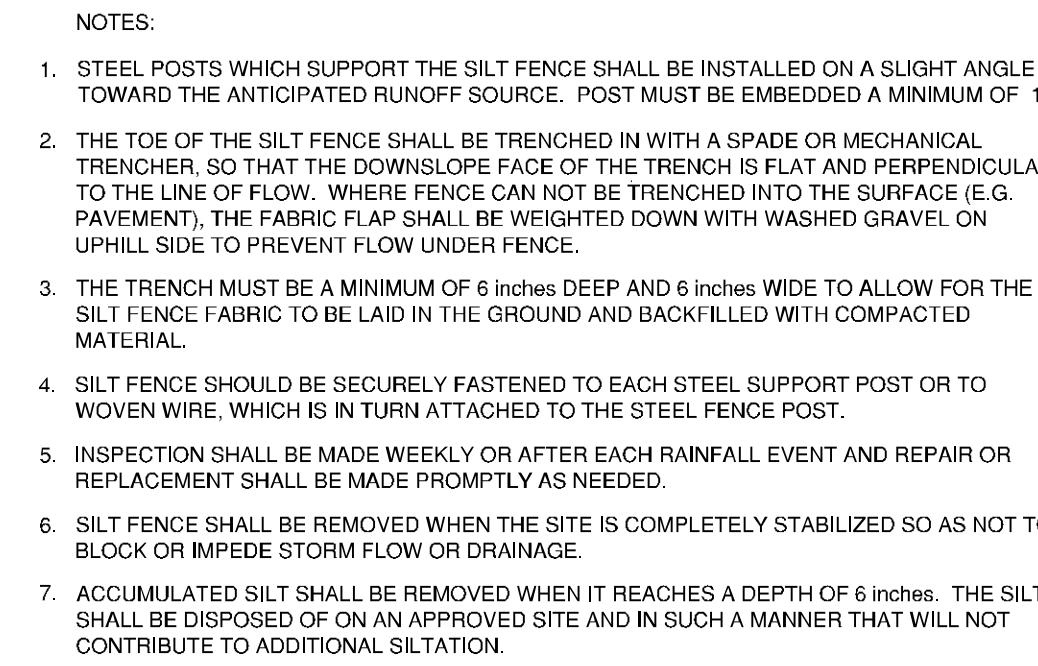 NOTES:
1. STEEL POSTS WHICH SUPPORT THE SILT FENCE SHALL BE INSTALLED ON A SLIGHT ANGLE
TOWARD THE ANTICIPATED RUNOFF SOURCE. POST MUST BE EMBEDDED A MINIMUM OF
2. THE TOE OF THE SILT FENCE SHALL BE TRENCHED IN WITH A SPADE OR MECHANICAL
TRENCHER, SO THAT THE DOWNSLOPE FACE OF THE TRENCH IS FLAT AND PERPENDICULA
TO THE LINE OF FLOW. WHERE FENCE CAN NOT BE TRENCHED INTO THE SURFACE (E.G.
PAVEMENT), THE FABRIC FLAP SHALL BE WEIGHTED DOWN WITH WASHED GRAVEL ON
UPHILL SIDE TO PREVENT FLOW UNDER FENCE.
3. THE TRENCH MUST BE A MINIMUM OF 6 inches DEEP AND 6 inches WIDE TO ALLOW FOR THE
SILT FENCE FABRIC TO BE LAID IN THE GROUND AND BACKFILLED WITH COMPACTED
MATERIAL.
4. SILT FENCE SHOULD BE SECURELY FASTENED TO EACH STEEL SUPPORT POST OR TO
WOVEN WIRE, WHICH IS IN TURN ATTACHED TO THE STEEL FENCE POST.
5. INSPECTION SHALL BE MADE WEEKLY OR AFTER EACH RAINFALL EVENT AND REPAIR OR
REPLACEMENT SHALL BE MADE PROMPTLY AS NEEDED.
6. SILT FENCE SHALL BE REMOVED WHEN THE SITE IS COMPLETELY STABILIZED SO AS NOT TO
BLOCK OR IMPEDE STORM FLOW OR DRAINAGE.
7. ACCUMULATED SILT SHALL BE REMOVED WHEN IT REACHES A DEPTH OF 6 inches. THE SILT
SHALL BE DISPOSED OF ON AN APPROVED SITE AND IN SUCH A MANNER THAT WILL NOT
CONTRIBUTE TO ADDITIONAL SILTATION.